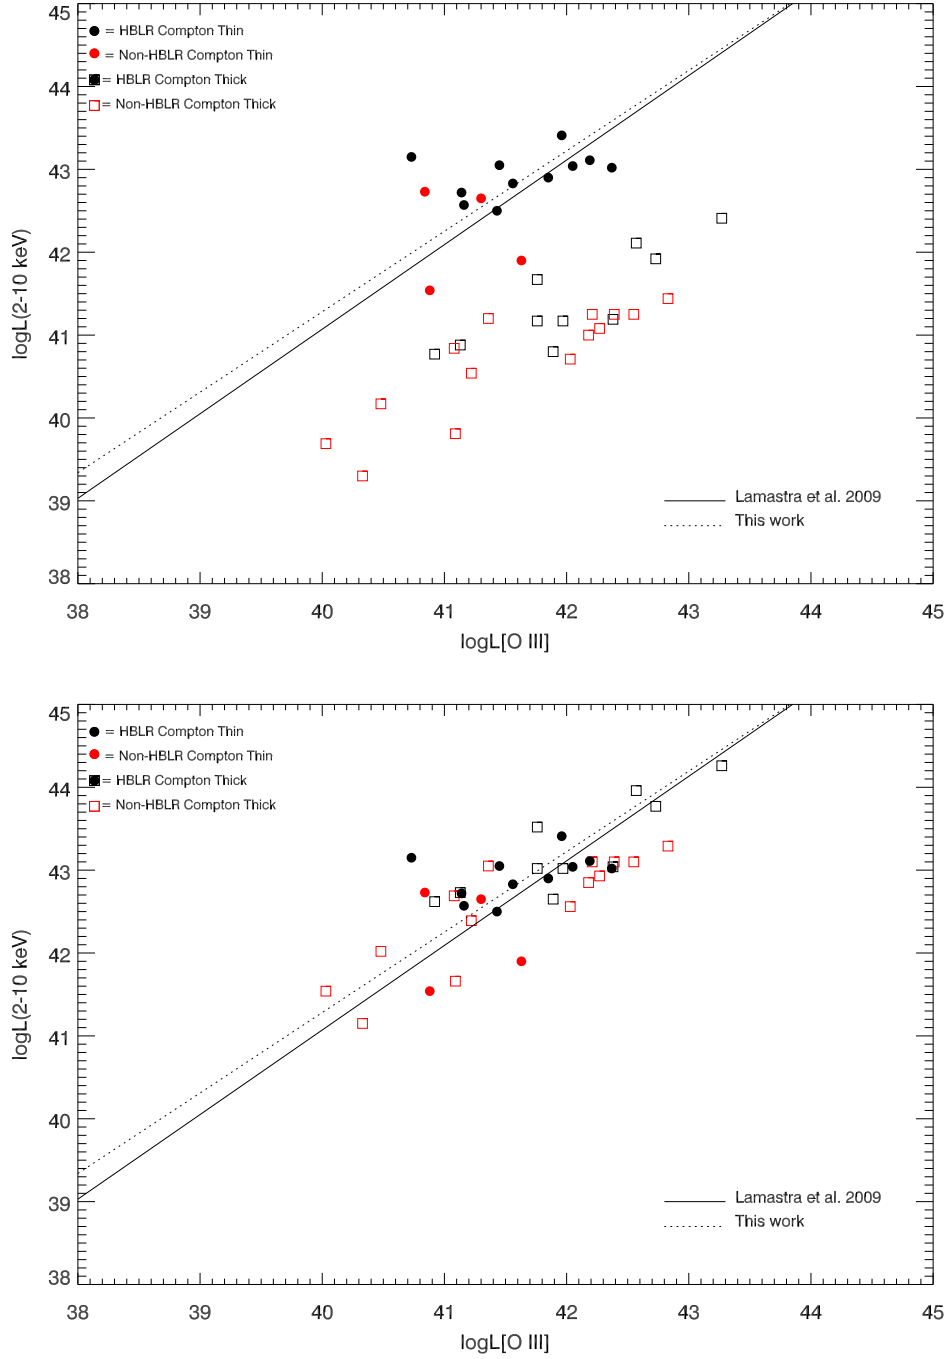 45
= HBLR Compton Thin
= Non-HBLR Compton Thin
44
= HBLR Compton Thick
= Non-HBLR Compton Thick
43
42
logL(2-10 keV)
41
40
39
Lamastra et al. 2009
This work
38
38 39 40 41 42 43 44 45
logL[O III]
45
= HBLR Compton Thin
= Non-HBLR Compton Thin
44
= HBLR Compton Thick
= Non-HBLR Compton Thick
43
42
logL(2-10 keV)
41
40
39
Lamastra et al. 2009
This work
38
38 39 40 41 42 43 44 45
logL[O III]